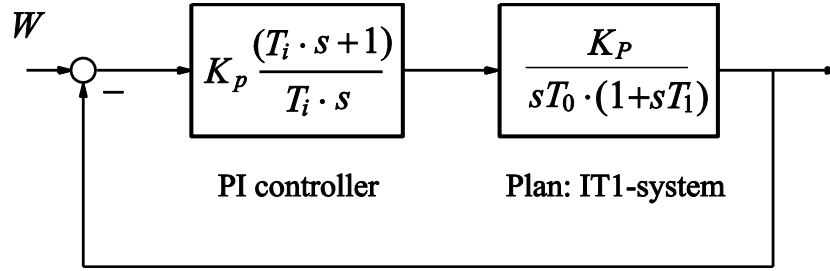 W
K_p (T_i · s + 1) / T_i · s
K_P / sT_0 · (1+sT_1)
−
PI controller
Plan: IT1-system